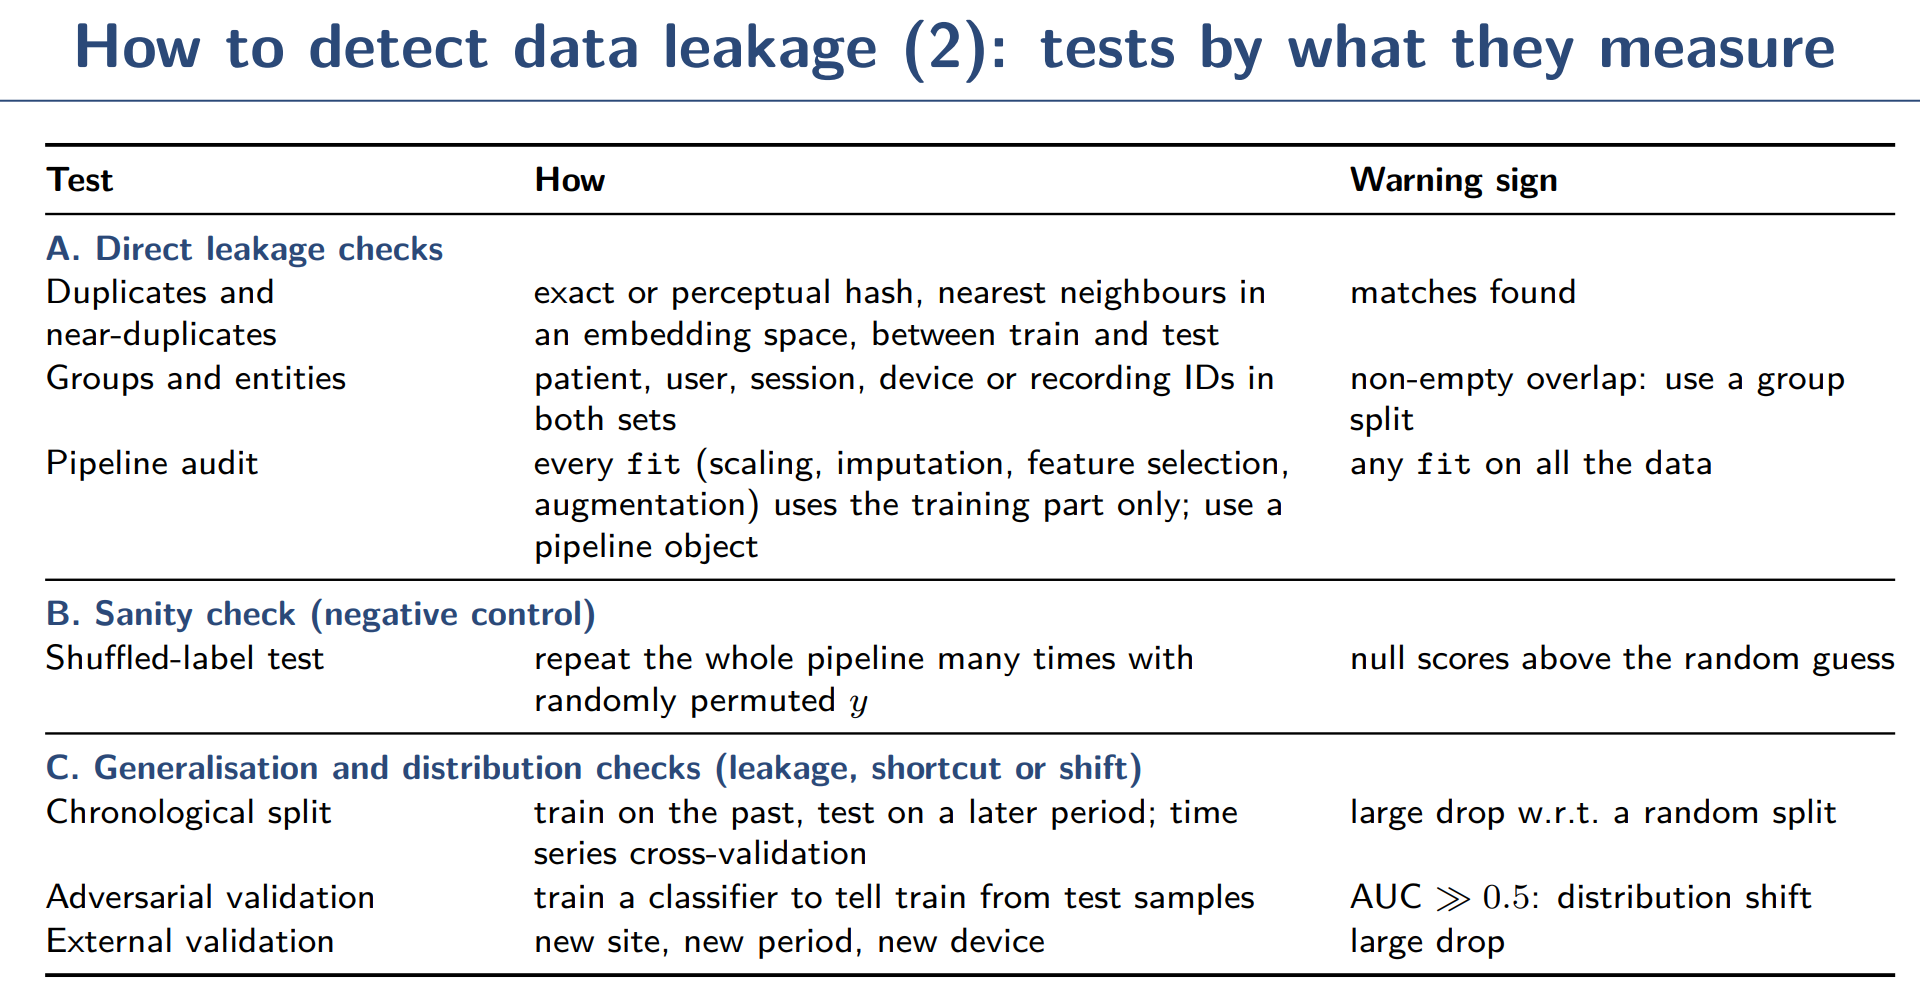 How to detect data leakage (2): tests by what they measure
Test How Warning sign
A. Direct leakage checks
Duplicates and exact or perceptual hash, nearest neighbours in matches found
near-duplicates an embedding space, between train and test
Groups and entities patient, user, session, device or recording IDs in non-empty overlap: use a group
both sets split
Pipeline audit every fit (scaling, imputation, feature selection, any fit on all the data
augmentation) uses the training part only; use a
pipeline object
B. Sanity check (negative control)
Shuffled-label test repeat the whole pipeline many times with null scores above the random guess
randomly permuted y
C. Generalisation and distribution checks (leakage, shortcut or shift)
Chronological split train on the past, test on a later period; time large drop w.r.t. a random split
series cross-validation
Adversarial validation train a classifier to tell train from test samples AUC ≫ 0.5: distribution shift
External validation new site, new period, new device large drop